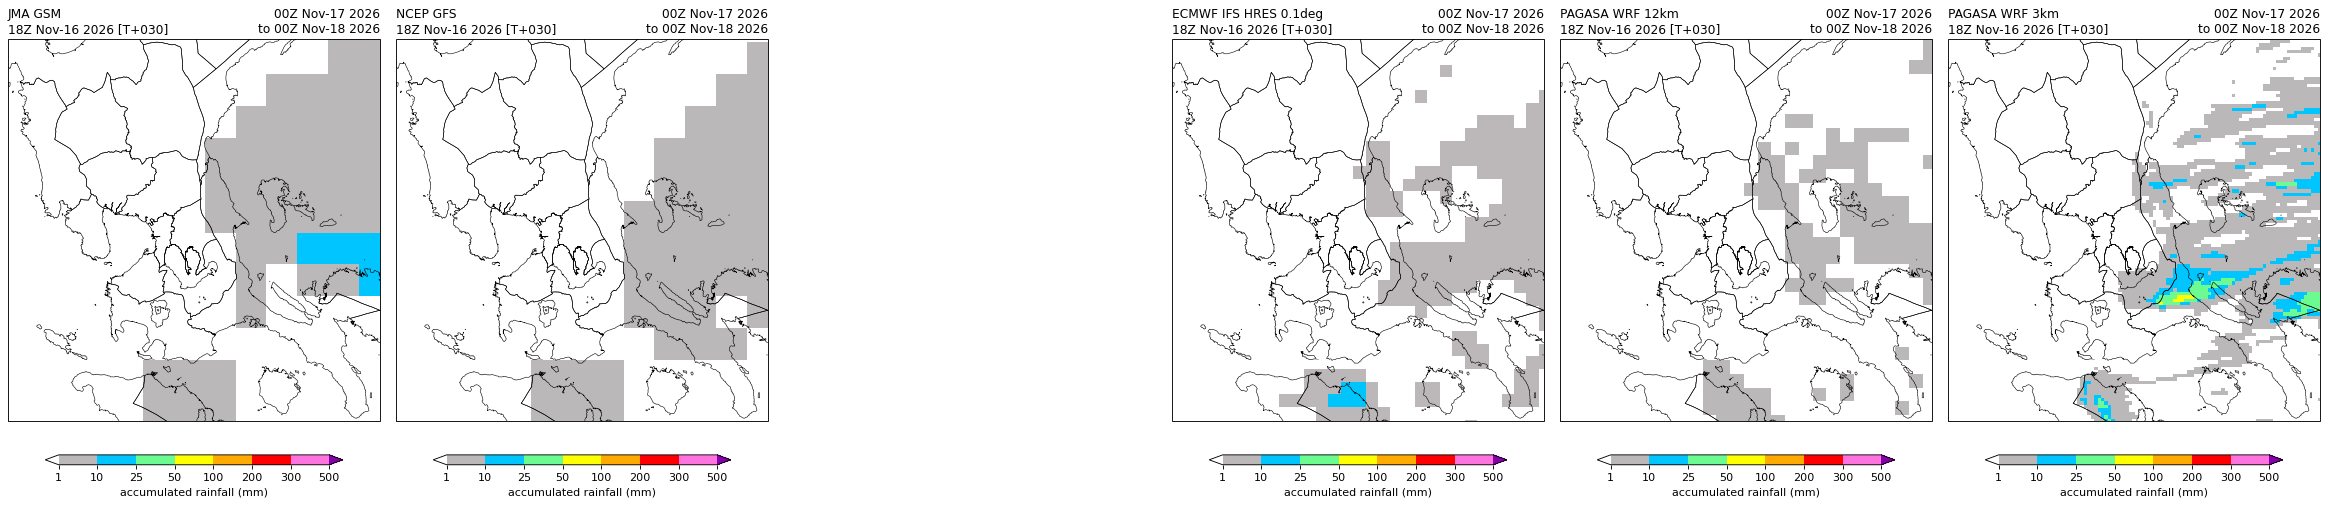 JMA GSM
00Z Nov-17 2026
18Z Nov-16 2026 [T+030]
to 00Z Nov-18 2026
1 10 25 50 100 200 300 500
accumulated rainfall (mm)
NCEP GFS
00Z Nov-17 2026
18Z Nov-16 2026 [T+030]
to 00Z Nov-18 2026
1 10 25 50 100 200 300 500
accumulated rainfall (mm)
ECMWF IFS HRES 0.1deg
00Z Nov-17 2026
18Z Nov-16 2026 [T+030]
to 00Z Nov-18 2026
1 10 25 50 100 200 300 500
accumulated rainfall (mm)
PAGASA WRF 12km
00Z Nov-17 2026
18Z Nov-16 2026 [T+030]
to 00Z Nov-18 2026
1 10 25 50 100 200 300 500
accumulated rainfall (mm)
PAGASA WRF 3km
00Z Nov-17 2026
18Z Nov-16 2026 [T+030]
to 00Z Nov-18 2026
1 10 25 50 100 200 300 500
accumulated rainfall (mm)